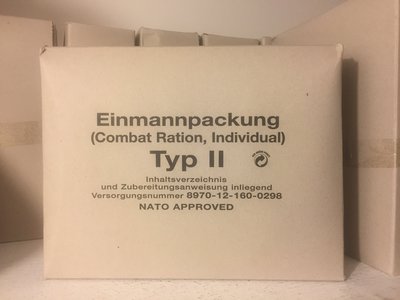 Einmannpackung
(Combat Ration, Individual)
Typ II
Inhaltsverzeichnis
und Zubereitungsanweisung inliegend
Versorgungsnummer 8970-12-160-0298
NATO APPROVED